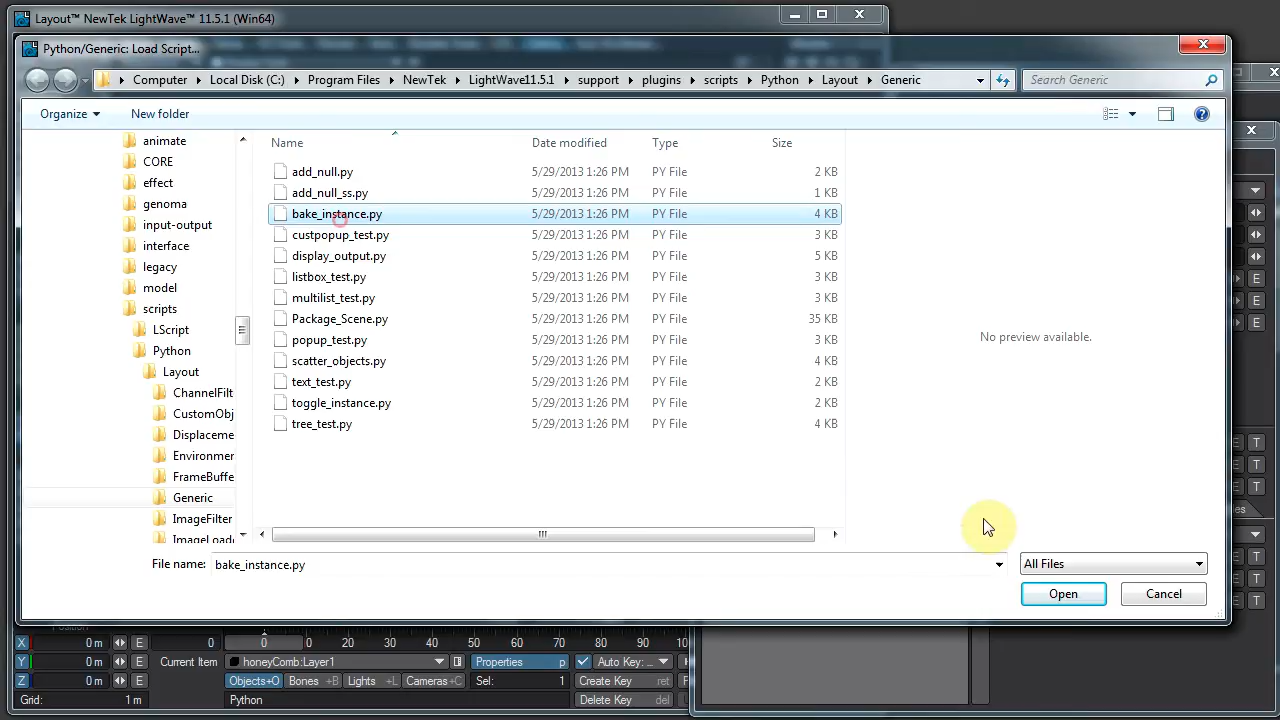 Layout™ NewTek LightWave™ 11.5.1 (Win64)
Python/Generic: Load Script...
Computer Local Disk (C:) Program Files NewTek LightWave11.5.1 support plugins scripts Python Layout Generic Search Generic
Organize New folder
animate
CORE
effect
genoma
input-output
interface
legacy
model
scripts
LScript
Python
Layout
ChannelFilt
CustomObj
Displaceme
Environmer
FrameBuffe
Generic
ImageFilter
ImageLoade
Name Date modified Type Size
add_null.py 5/29/2013 1:26 PM PY File 2 KB
add_null_ss.py 5/29/2013 1:26 PM PY File 1 KB
bake_instance.py 5/29/2013 1:26 PM PY File 4 KB
custpopup_test.py 5/29/2013 1:26 PM PY File 3 KB
display_output.py 5/29/2013 1:26 PM PY File 5 KB
listbox_test.py 5/29/2013 1:26 PM PY File 3 KB
multilist_test.py 5/29/2013 1:26 PM PY File 3 KB
Package_Scene.py 5/29/2013 1:26 PM PY File 35 KB
popup_test.py 5/29/2013 1:26 PM PY File 3 KB
scatter_objects.py 5/29/2013 1:26 PM PY File 4 KB
text_test.py 5/29/2013 1:26 PM PY File 2 KB
toggle_instance.py 5/29/2013 1:26 PM PY File 2 KB
tree_test.py 5/29/2013 1:26 PM PY File 4 KB
No preview available.
File name: bake_instance.py All Files
Open Cancel
E
E
E
E T
E T
E T
E T
E T
E T
Position
X 0 m E 0 0 10 20 30 40 50 60 70 80 90 10
Y 0 m E Current Item honeyComb:Layer1 Properties p Auto Key: ...
Z 0 m E Objects+O Bones +B Lights +L Cameras+C Sel: 1 Create Key ret
Grid: 1 m Python Delete Key del